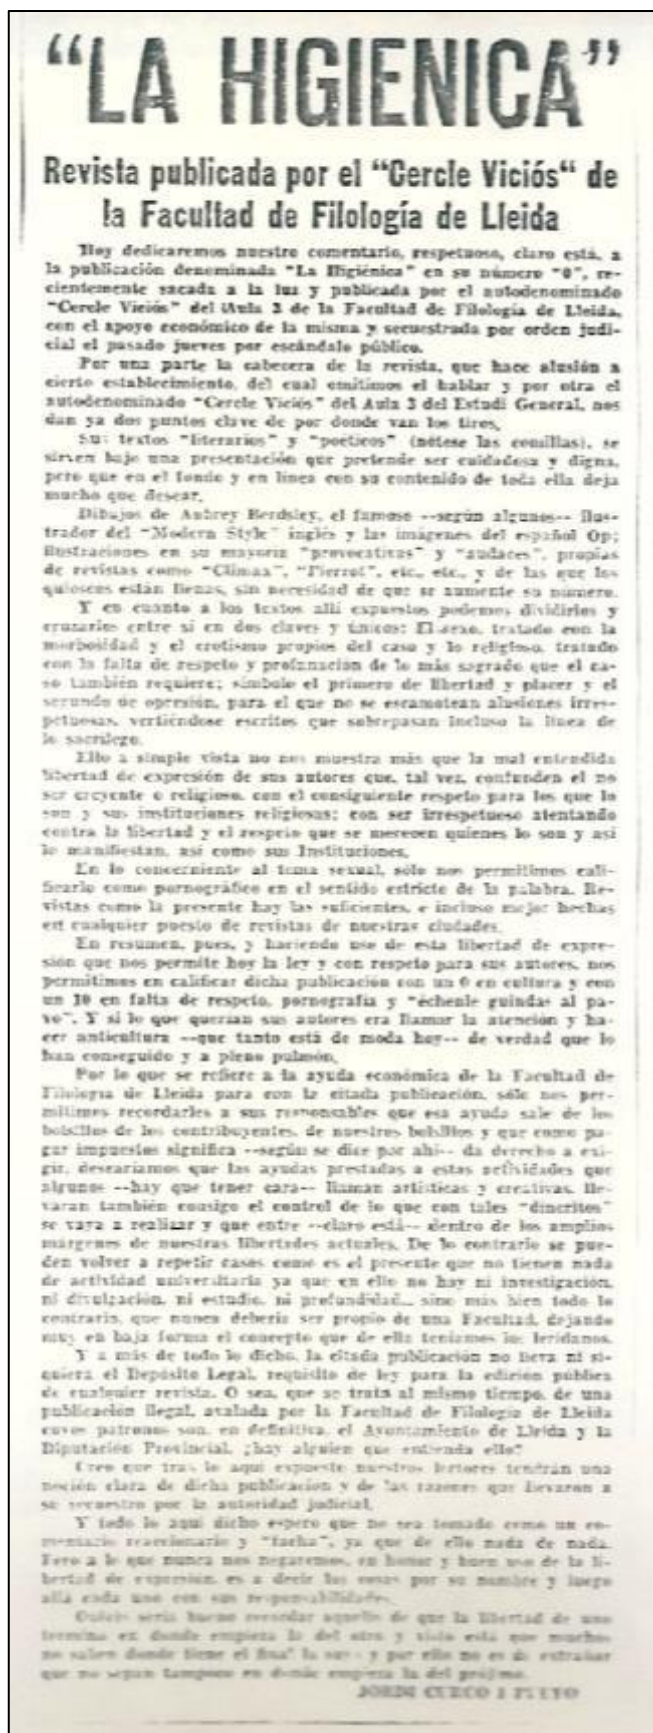 “LA HIGIENICA”
Revista publicada por el “Cercle Viciós“ de
la Facultad de Filología de Lleida
Hoy dedicaremos nuestro comentario, respetuoso, claro está, a
la publicación denominada “La Higiénica” en su número “0”, re-
cientemente sacada a la luz y publicada por el autodenominado
“Cercle Viciós” del Aula 3 de la Facultad de Filología de Lleida,
con el apoyo económico de la misma y secuestrada por orden judi-
cial el pasado jueves por escándalo público.
Por una parte la cabecera de la revista, que hace alusión a
cierto establecimiento, del cual omitimos el hablar y por otra el
autodenominado “Cercle Viciós” del Aula 3 del Estudi General, nos
dan ya dos puntos clave de por donde van los tiros.
Sus textos “literarios” y “poéticos” (nótese las comillas), se
sirven bajo una presentación que pretende ser cuidadosa y digna,
pero que en el fondo y en línea con su contenido de toda ella deja
mucho que desear.
Dibujos de Aubrey Berdsley, el famoso --según algunos-- ilus-
trador del “Modern Style” inglés y las imágenes del español Op;
ilustraciones en su mayoría “provocativas” y “audaces”, propias
de revistas como “Climax”, “Pierrot”, etc., etc., y de las que los
quioscos están llenas, sin necesidad de que se aumente su número.
Y en cuanto a los textos allí expuestos podemos dividirlos y
cruzarlos entre sí en dos claves y únicos: El sexo, tratado con la
morbosidad y el erotismo propios del caso y lo religioso, tratado
con la falta de respeto y profanación de lo más sagrado que el ca-
so también requiere; símbolo el primero de libertad y placer y el
segundo de opresión, para el que no se escamotean alusiones irres-
petuosas, vertiéndose escritos que sobrepasan incluso la línea de
lo sacrílego.
Ello a simple vista no nos muestra más que la mal entendida
libertad de expresión de sus autores que, tal vez, confunden el no
ser creyente o religioso, con el consiguiente respeto para los que lo
son y sus instituciones religiosas; con ser irrespetuoso atentando
contra la libertad y el respeto que se merecen quienes lo son y así
lo manifiestan, así como sus Instituciones.
En lo concerniente al tema sexual, sólo nos permitimos cali-
ficarlo como pornográfico en el sentido estricto de la palabra. Re-
vistas como la presente hay las suficientes, e incluso mejor hechas
en cualquier puesto de revistas de nuestras ciudades.
En resumen, pues, y haciendo uso de esta libertad de expre-
sión que nos permite hoy la ley y con respeto para sus autores, nos
permitimos en calificar dicha publicación con un 0 en cultura y con
un 10 en falta de respeto, pornografía y “échenle guindas al pa-
vo”. Y si lo que querían sus autores era llamar la atención y ha-
cer anticultura --que tanto está de moda hoy-- de verdad que lo
han conseguido y a pleno pulmón.
Por lo que se refiere a la ayuda económica de la Facultad de
Filología de Lleida para con la citada publicación, sólo nos per-
mitimos recordarles a sus responsables que esa ayuda sale de los
bolsillos de los contribuyentes, de nuestros bolsillos y que como pa-
gar impuestos significa --según se dice por ahí-- da derecho a exi-
gir, desearíamos que las ayudas prestadas a estas actividades que
algunos --hay que tener cara-- llaman artísticas y creativas, lle-
varan también consigo el control de lo que con tales “dineritos”
se vaya a realizar y que entre --claro está-- dentro de los amplios
márgenes de nuestras libertades actuales. De lo contrario se pue-
den volver a repetir casos como es el presente que no tienen nada
de actividad universitaria ya que en ello no hay ni investigación,
ni divulgación, ni estudio, ni profundidad... sino más bien todo lo
contrario, que nunca debería ser propio de una Facultad, dejando
muy en baja forma el concepto que de ella teníamos los leridanos.
Y a más de todo lo dicho, la citada publicación no lleva ni si-
quiera el Depósito Legal, requisito de ley para la edición pública
de cualquier revista. O sea, que se trata al mismo tiempo, de una
publicación ilegal, avalada por la Facultad de Filología de Lleida
cuyos patronos son, en definitiva, el Ayuntamiento de Lleida y la
Diputación Provincial, ¿hay alguien que entienda ello?
Creo que tras lo aquí expuesto nuestros lectores tendrán una
noción clara de dicha publicación y de las razones que llevaron a
su secuestro por la autoridad judicial.
Y todo lo aquí dicho espero que no sea tomado como un co-
mentario reaccionario y “facha”, ya que de ello nada de nada.
Pero a lo que nunca nos negaremos, en honor y buen uso de la li-
bertad de expresión, es a decir las cosas por su nombre y luego
allá cada uno con sus responsabilidades.
Quizás sería bueno recordar aquello de que la libertad de uno
termina en donde empieza la del otro y visto está que muchos
no saben donde tiene el final la suya y por ello no es de extrañar
que no sepan tampoco en donde empieza la del prójimo.
JORDI CURCO I PUEYO